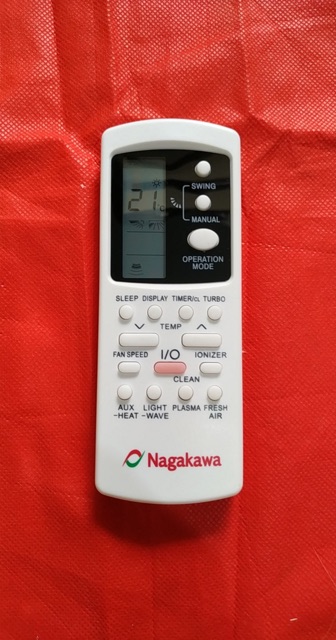 21°C
SWING
MANUAL
OPERATION
MODE
SLEEP DISPLAY TIMER/CL TURBO
TEMP
FAN SPEED I/O IONIZER
CLEAN
AUX LIGHT PLASMA FRESH
-HEAT -WAVE AIR
Nagakawa